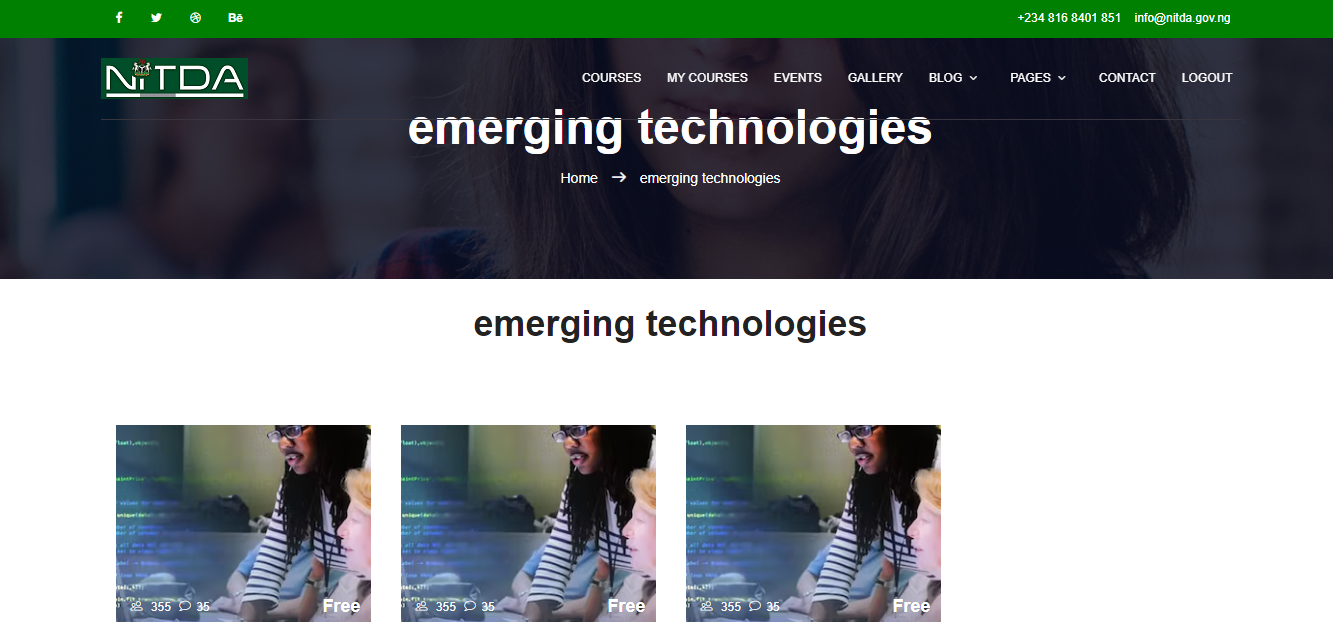 Bē
+234 816 8401 851 info@nitda.gov.ng
NITDA
COURSES MY COURSES EVENTS GALLERY BLOG PAGES CONTACT LOGOUT
emerging technologies
Home → emerging technologies
emerging technologies
355 35 Free
355 35 Free
355 35 Free